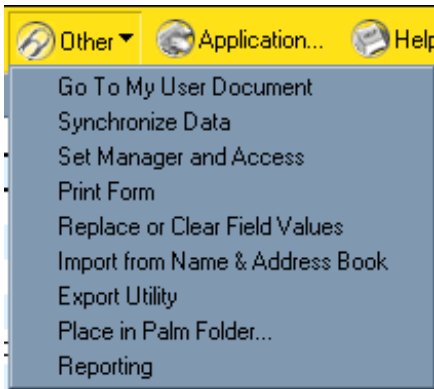 Other Application... Help
Go To My User Document
Synchronize Data
Set Manager and Access
Print Form
Replace or Clear Field Values
Import from Name & Address Book
Export Utility
Place in Palm Folder...
Reporting